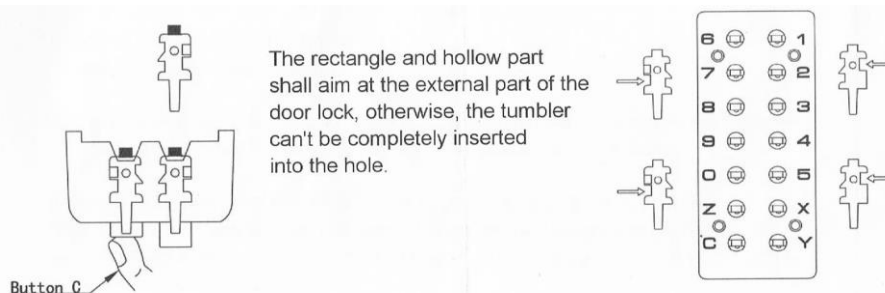 The rectangle and hollow part
shall aim at the external part of the
door lock, otherwise, the tumbler
can't be completely inserted
into the hole.
Button C
6 1
7 2
8 3
9 4
0 5
Z X
C Y